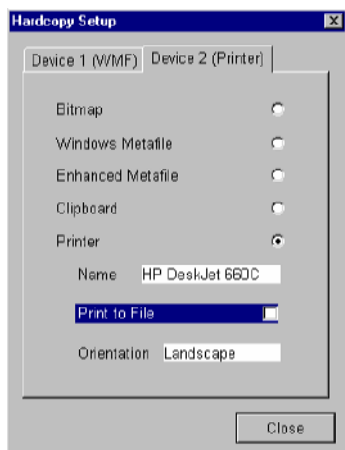 Hardcopy Setup
Device 1 (WMF) Device 2 (Printer)
Bitmap
Windows Metafile
Enhanced Metafile
Clipboard
Printer
Name HP DeskJet 660C
Print to File
Orientation Landscape
Close